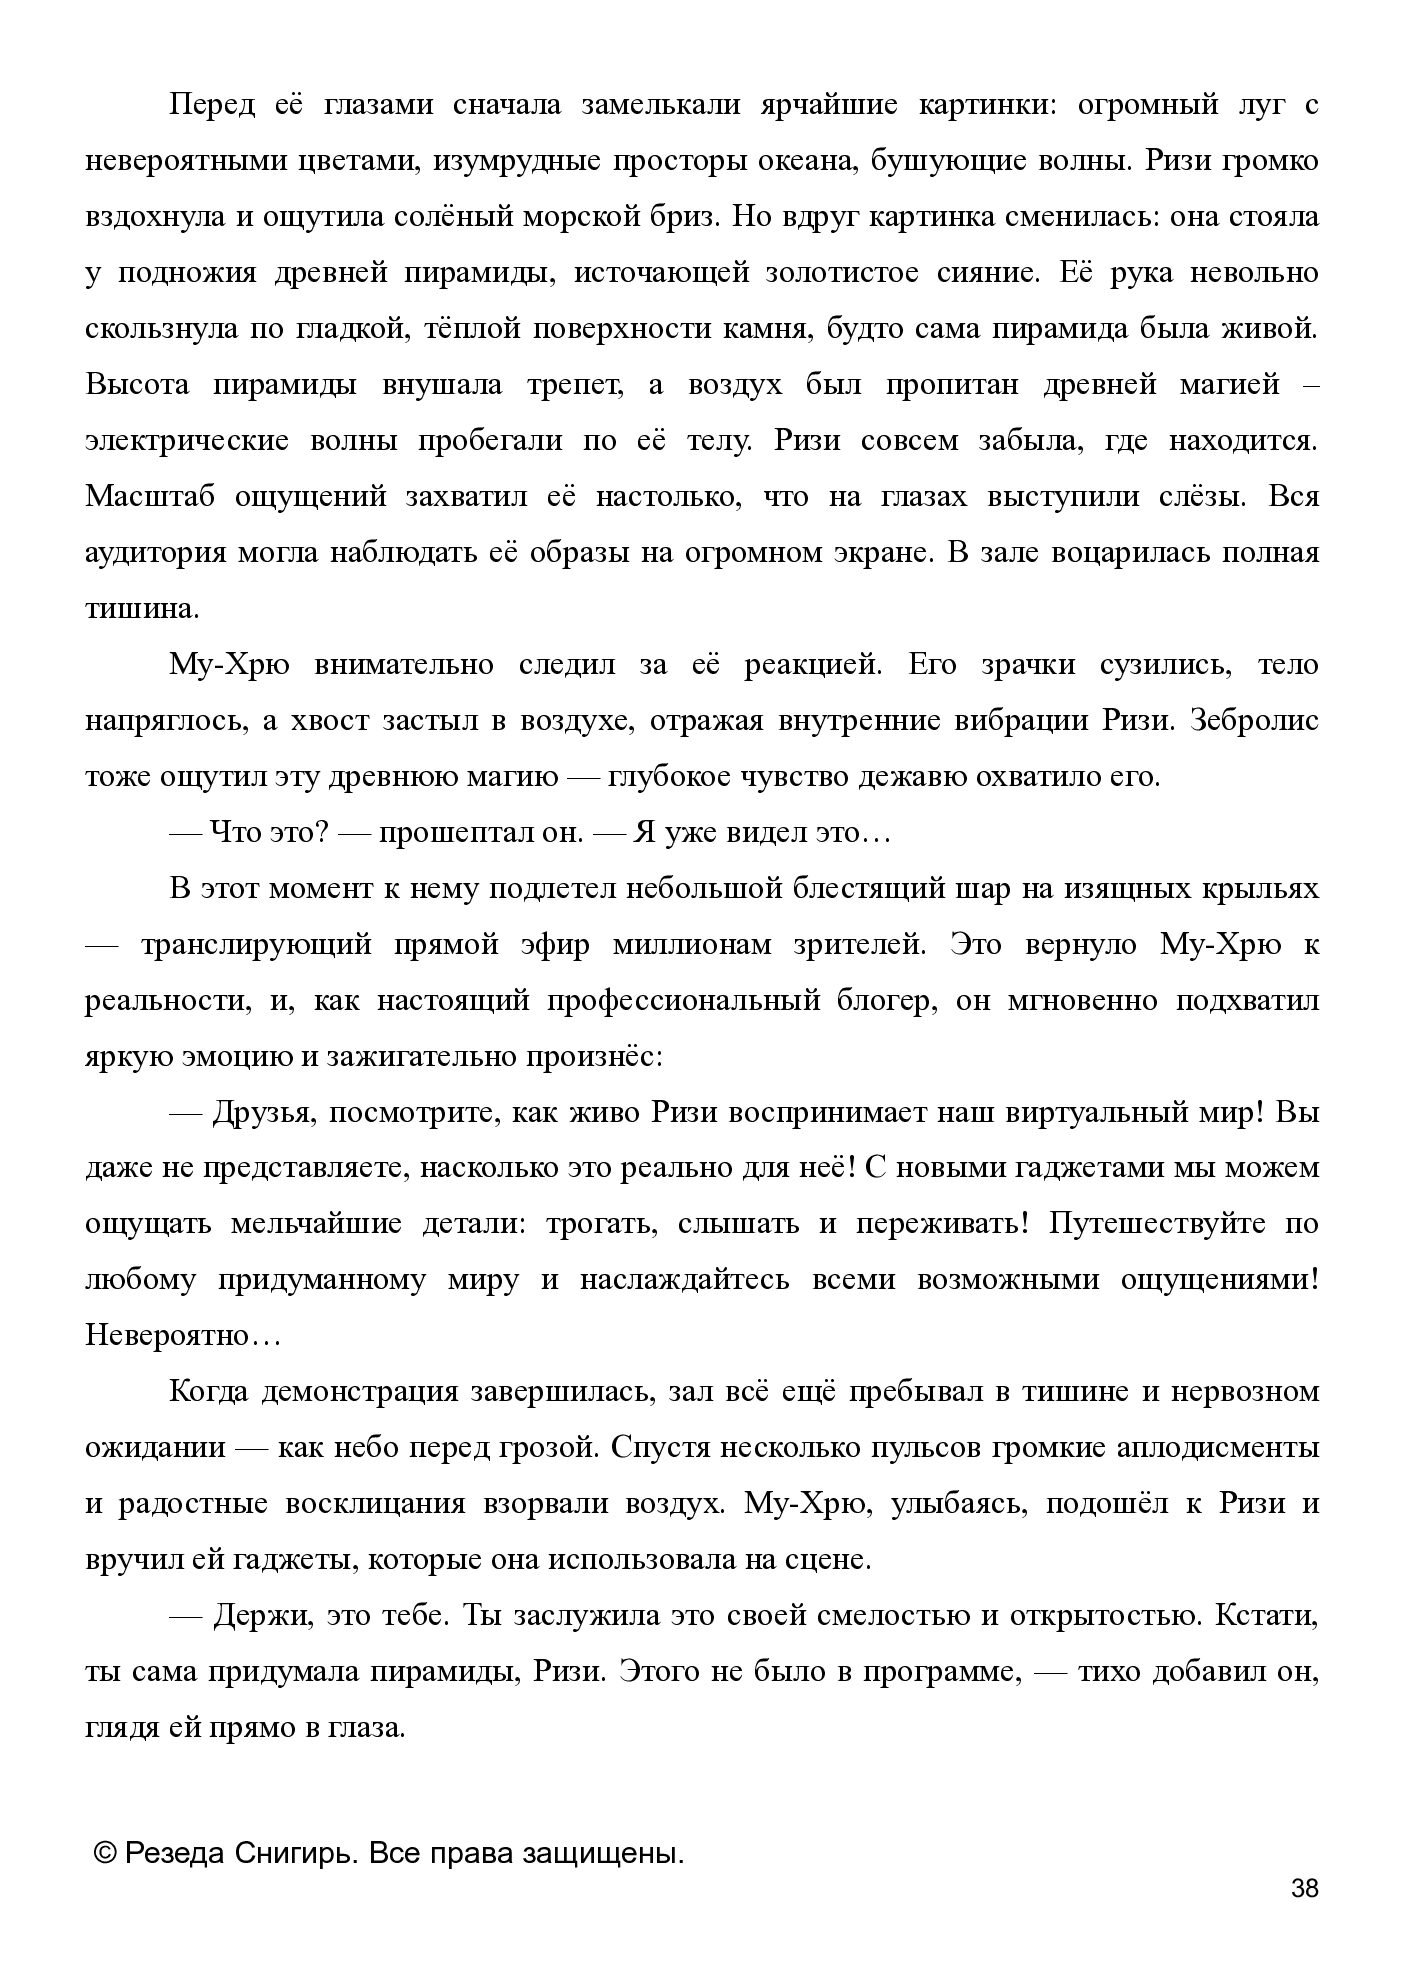 Перед её глазами сначала замелькали ярчайшие картинки: огромный луг с
невероятными цветами, изумрудные просторы океана, бушующие волны. Ризи громко
вздохнула и ощутила солёный морской бриз. Но вдруг картинка сменилась: она стояла
у подножия древней пирамиды, источающей золотистое сияние. Её рука невольно
скользнула по гладкой, тёплой поверхности камня, будто сама пирамида была живой.
Высота пирамиды внушала трепет, а воздух был пропитан древней магией –
электрические волны пробегали по её телу. Ризи совсем забыла, где находится.
Масштаб ощущений захватил её настолько, что на глазах выступили слёзы. Вся
аудитория могла наблюдать её образы на огромном экране. В зале воцарилась полная
тишина.
Му-Хрю внимательно следил за её реакцией. Его зрачки сузились, тело
напряглось, а хвост застыл в воздухе, отражая внутренние вибрации Ризи. Зебролис
тоже ощутил эту древнюю магию — глубокое чувство дежавю охватило его.
— Что это? — прошептал он. — Я уже видел это…
В этот момент к нему подлетел небольшой блестящий шар на изящных крыльях
— транслирующий прямой эфир миллионам зрителей. Это вернуло Му-Хрю к
реальности, и, как настоящий профессиональный блогер, он мгновенно подхватил
яркую эмоцию и зажигательно произнёс:
— Друзья, посмотрите, как живо Ризи воспринимает наш виртуальный мир! Вы
даже не представляете, насколько это реально для неё! С новыми гаджетами мы можем
ощущать мельчайшие детали: трогать, слышать и переживать! Путешествуйте по
любому придуманному миру и наслаждайтесь всеми возможными ощущениями!
Невероятно…
Когда демонстрация завершилась, зал всё ещё пребывал в тишине и нервозном
ожидании — как небо перед грозой. Спустя несколько пульсов громкие аплодисменты
и радостные восклицания взорвали воздух. Му-Хрю, улыбаясь, подошёл к Ризи и
вручил ей гаджеты, которые она использовала на сцене.
— Держи, это тебе. Ты заслужила это своей смелостью и открытостью. Кстати,
ты сама придумала пирамиды, Ризи. Этого не было в программе, — тихо добавил он,
глядя ей прямо в глаза.
© Резеда Снигирь. Все права защищены.
38